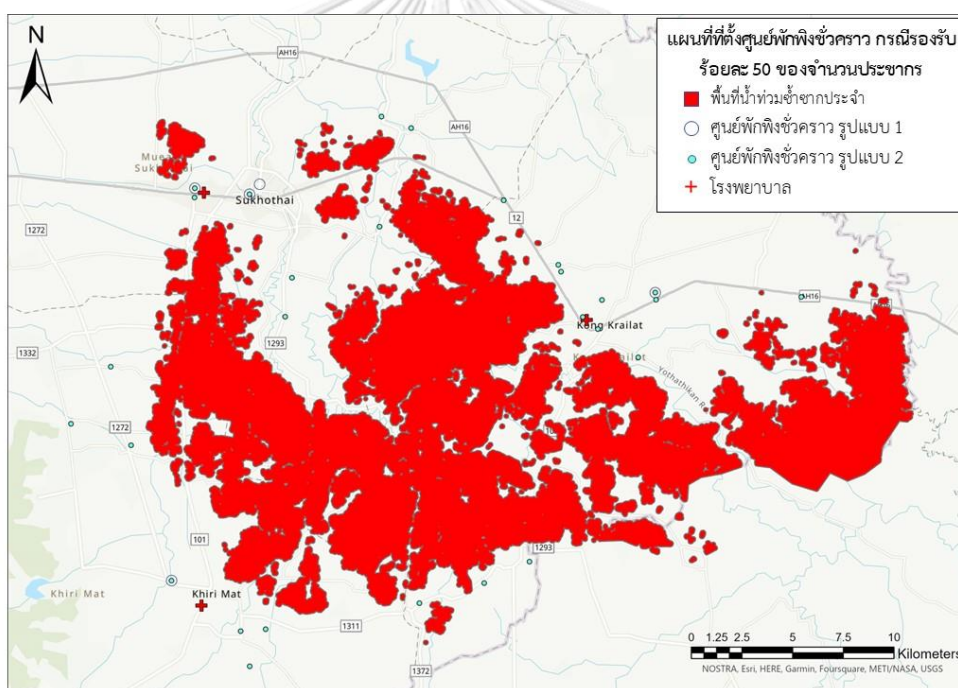 N
แผนที่ที่ตั้งศูนย์พักพิงชั่วคราว กรณีรองรับ
ร้อยละ 50 ของจำนวนประชากร
พื้นที่น้ำท่วมซ้ำซากประจำ
ศูนย์พักพิงชั่วคราว รูปแบบ 1
ศูนย์พักพิงชั่วคราว รูปแบบ 2
โรงพยาบาล
AH16
AH16
Sukhothai
Sukhothai
12
1272
AH16
Kong Krailat
1293
1332
Yothathikan
1272
101
1293
Khiri Mat
Khiri Mat
1311
1372
0 1.25 2.5 5 7.5 10
Kilometers
NOSTRA, Esri, HERE, Garmin, Foursquare, METI/NASA, USGS